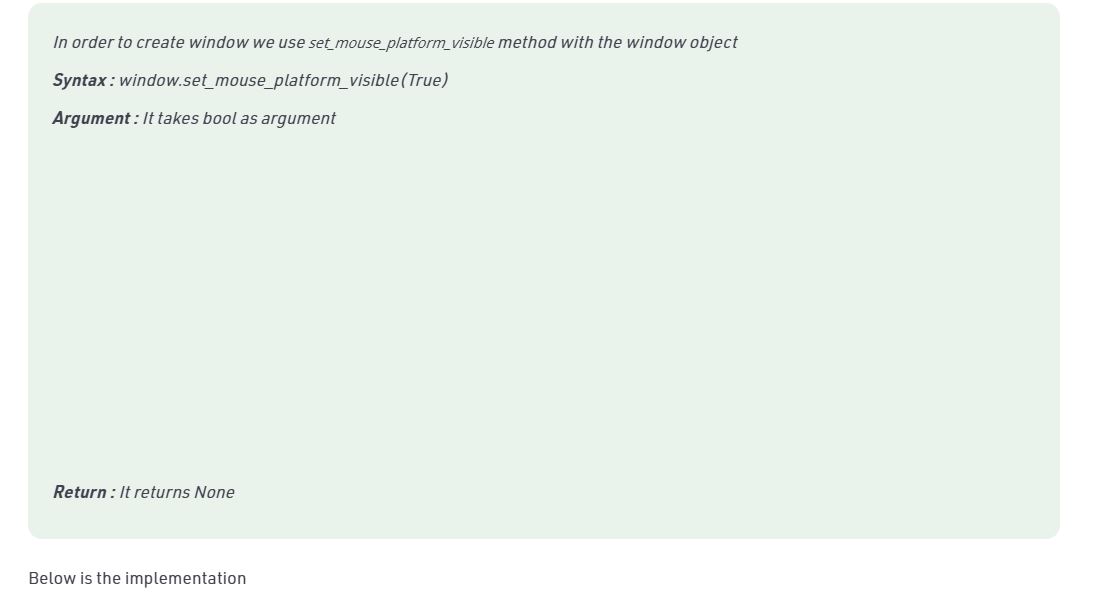 In order to create window we use set_mouse_platform_visible method with the window object
Syntax : window.set_mouse_platform_visible(True)
Argument : It takes bool as argument
Return : It returns None
Below is the implementation